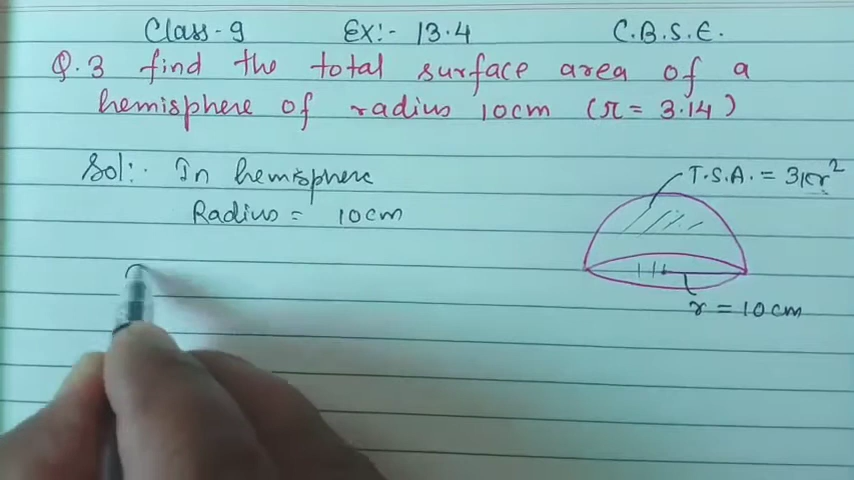 Class-9 Ex:- 13.4 C.B.S.E.
Q.3 find the total surface area of a
hemisphere of radius 10cm (π = 3.14)
Sol:- In hemisphere
Radius = 10cm
T.S.A. = 3πr²
r = 10cm